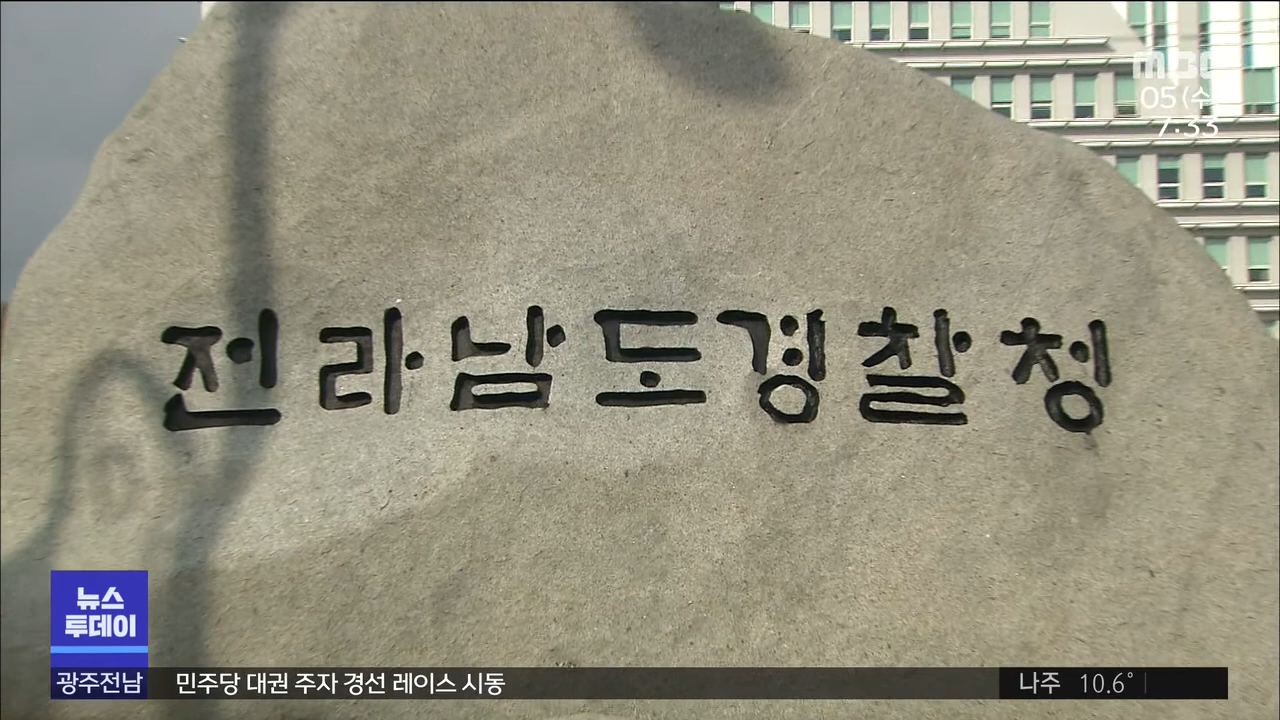 mbc
05 (수)
7:33
전라남도경찰청
뉴스
투데이
광주전남
민주당 대권 주자 경선 레이스 시동
나주 10.6°